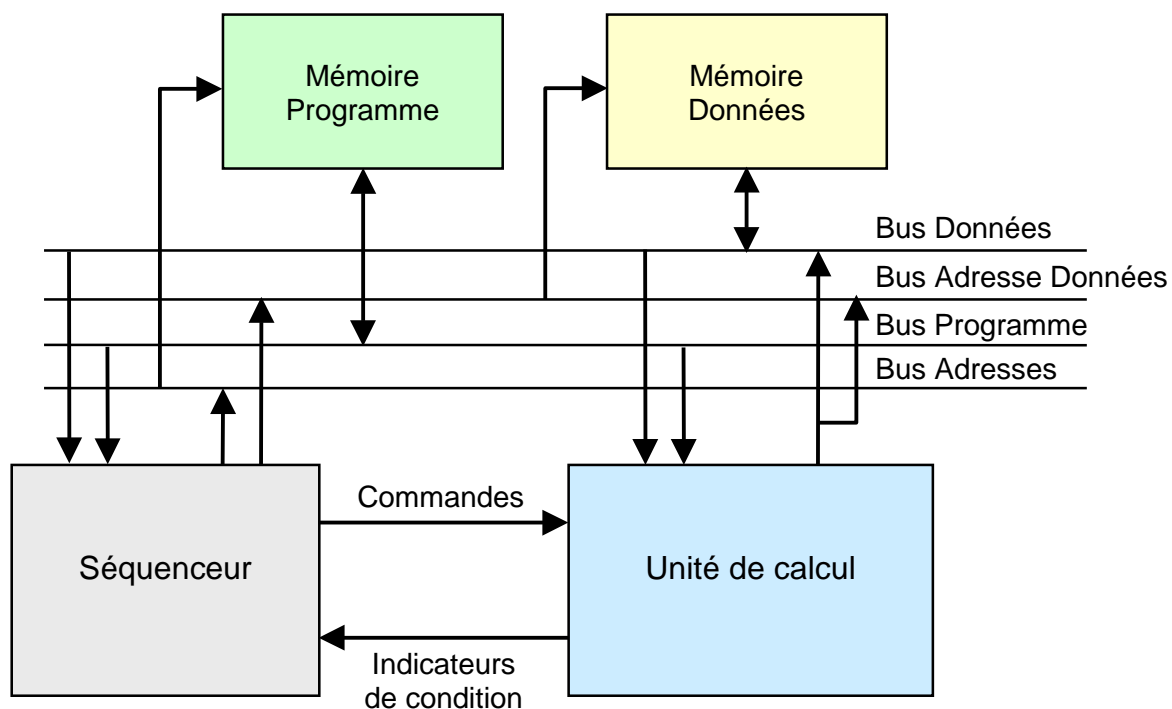 Mémoire
Programme
Mémoire
Données
Bus Données
Bus Adresse Données
Bus Programme
Bus Adresses
Commandes
Séquenceur
Unité de calcul
Indicateurs
de condition